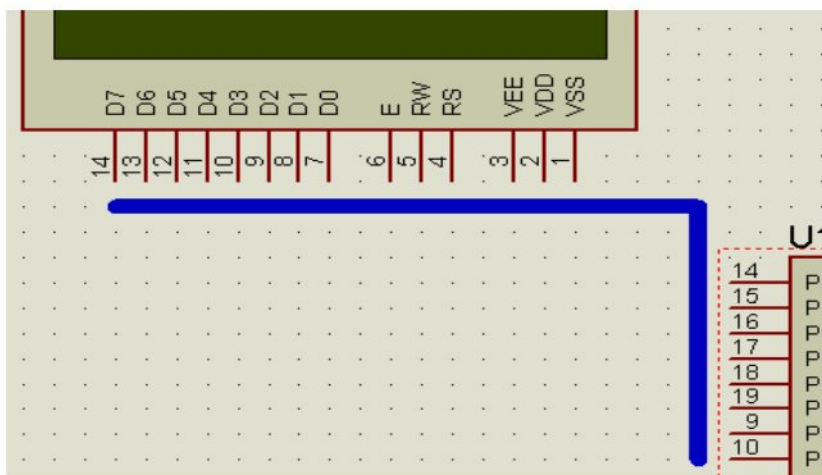 D7 D6 D5 D4 D3 D2 D1 D0 E RW RS VEE VDD VSS
14 13 12 11 10 9 8 7 6 5 4 3 2 1
14 P
15 P
16 P
17 P
18 P
19 P
9 P
10 P